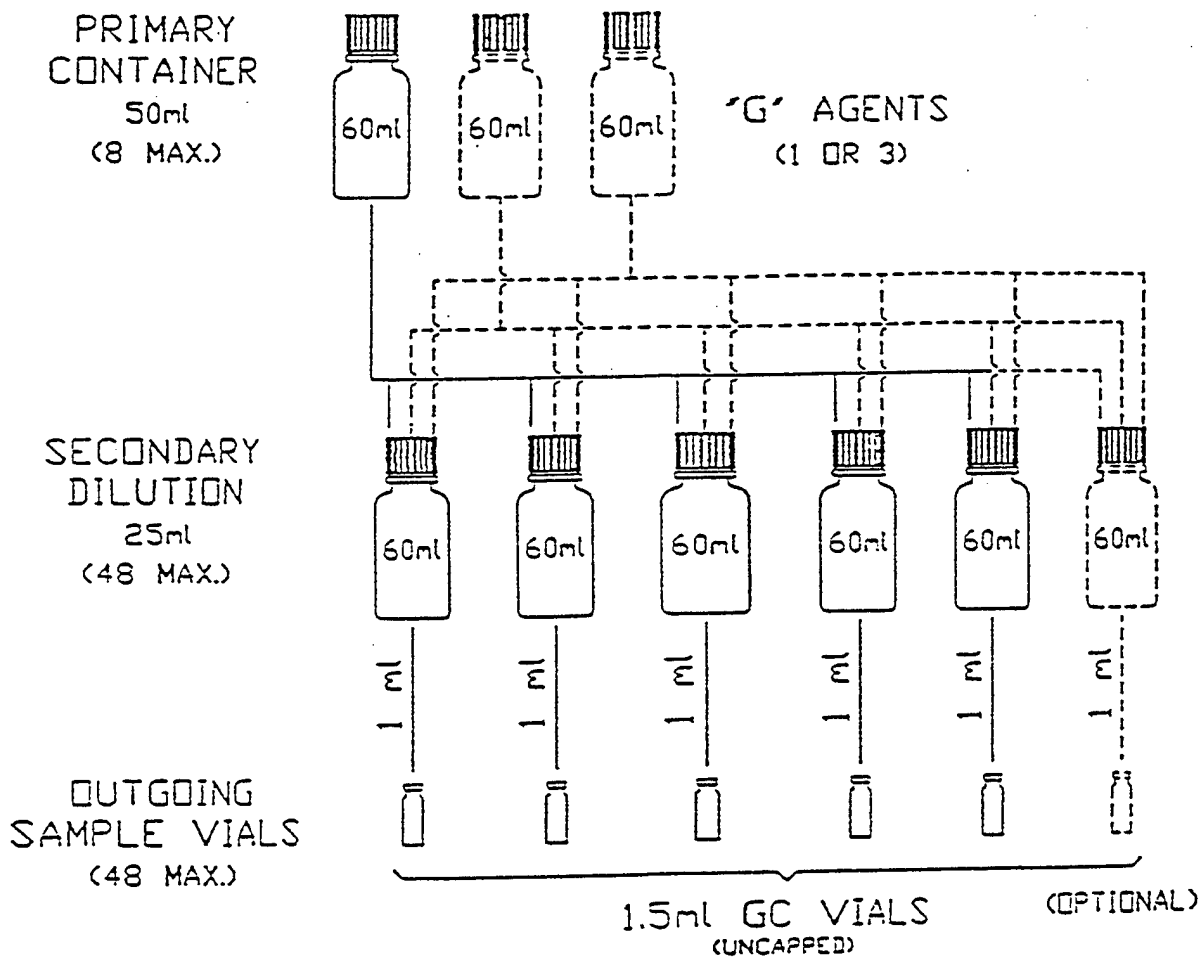 PRIMARY
CONTAINER
50ml
(8 MAX.)
60ml
60ml
60ml
"G" AGENTS
(1 OR 3)
SECONDARY
DILUTION
25ml
(48 MAX.)
60ml
60ml
60ml
60ml
60ml
60ml
1 ml
1 ml
1 ml
1 ml
1 ml
1 ml
OUTGOING
SAMPLE VIALS
(48 MAX.)
1.5ml GC VIALS
(UNCAPPED)
(OPTIONAL)